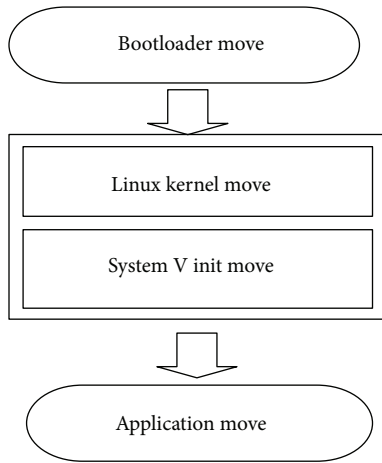 Bootloader move
Linux kernel move
System V init move
Application move